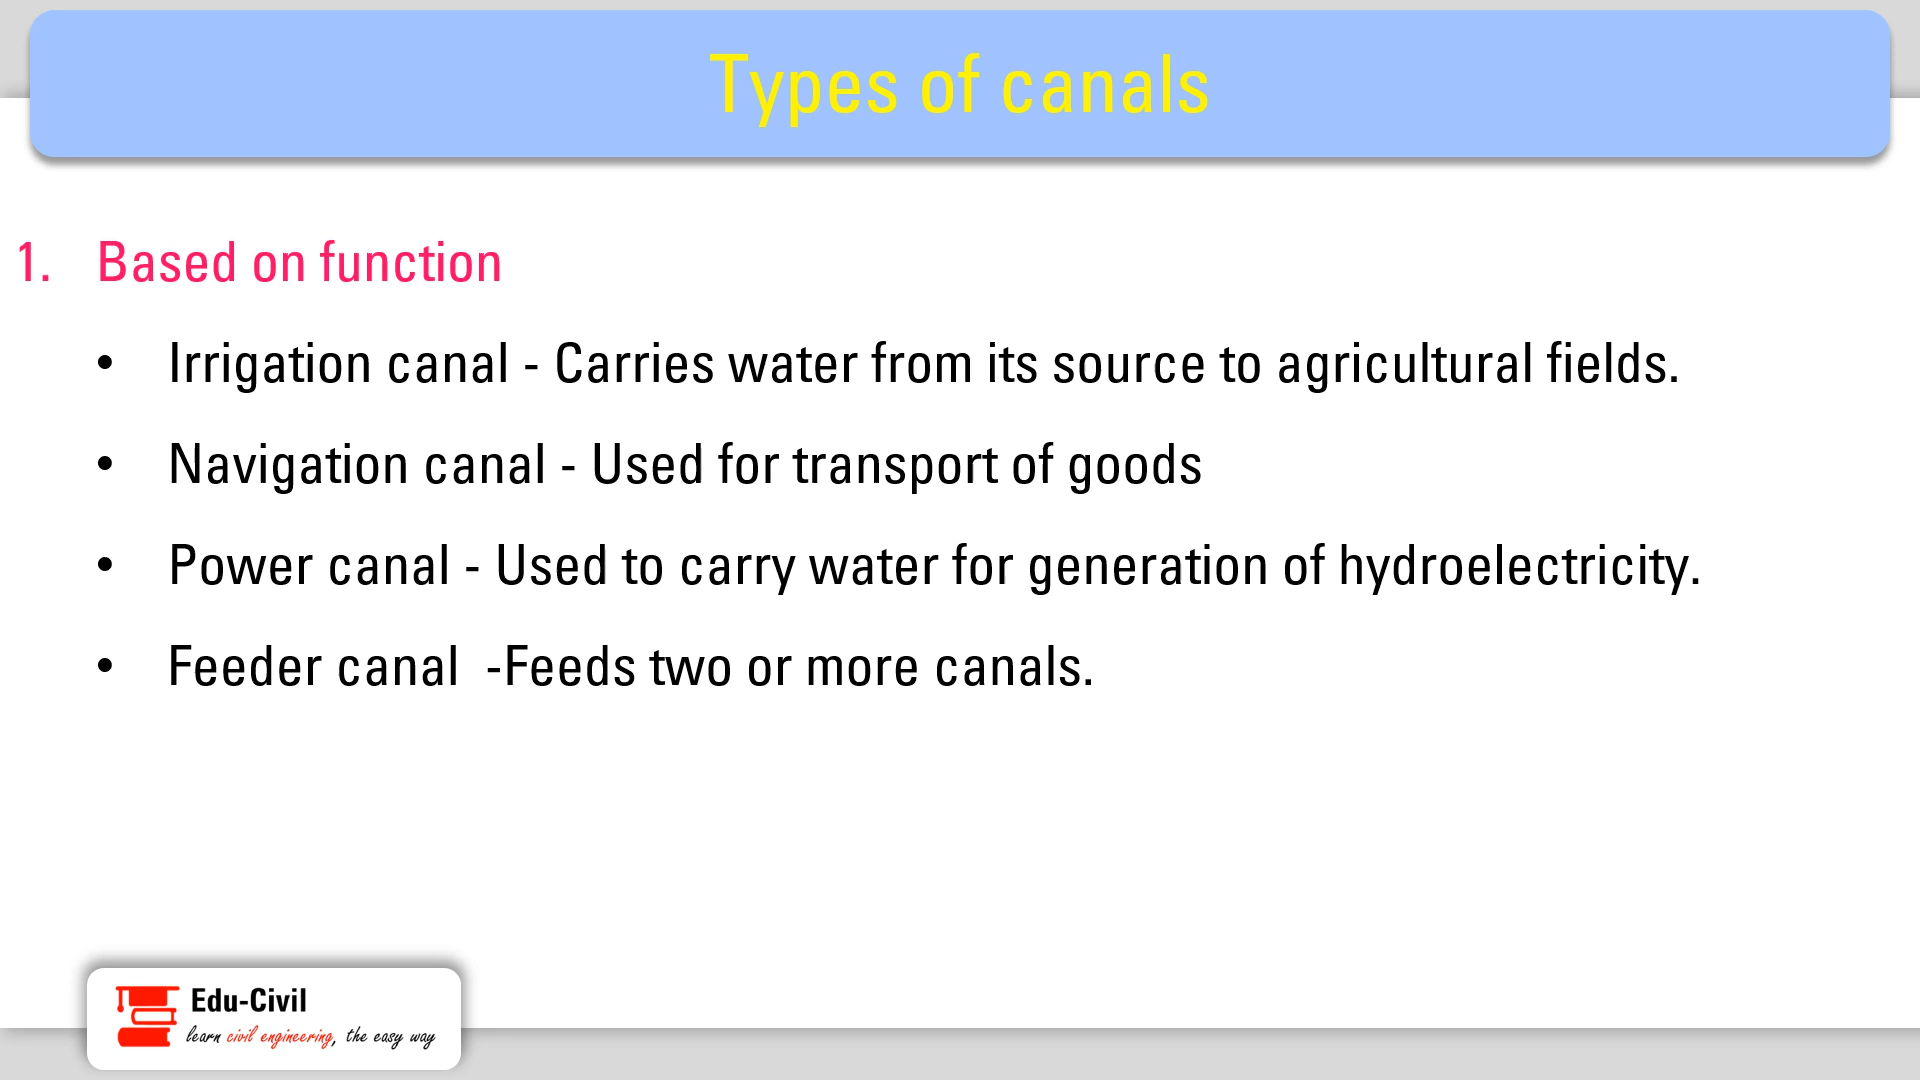 Types of canals
1. Based on function
• Irrigation canal - Carries water from its source to agricultural fields.
• Navigation canal - Used for transport of goods
• Power canal - Used to carry water for generation of hydroelectricity.
• Feeder canal  -Feeds two or more canals.
Edu-Civil
learn civil engineering, the easy way